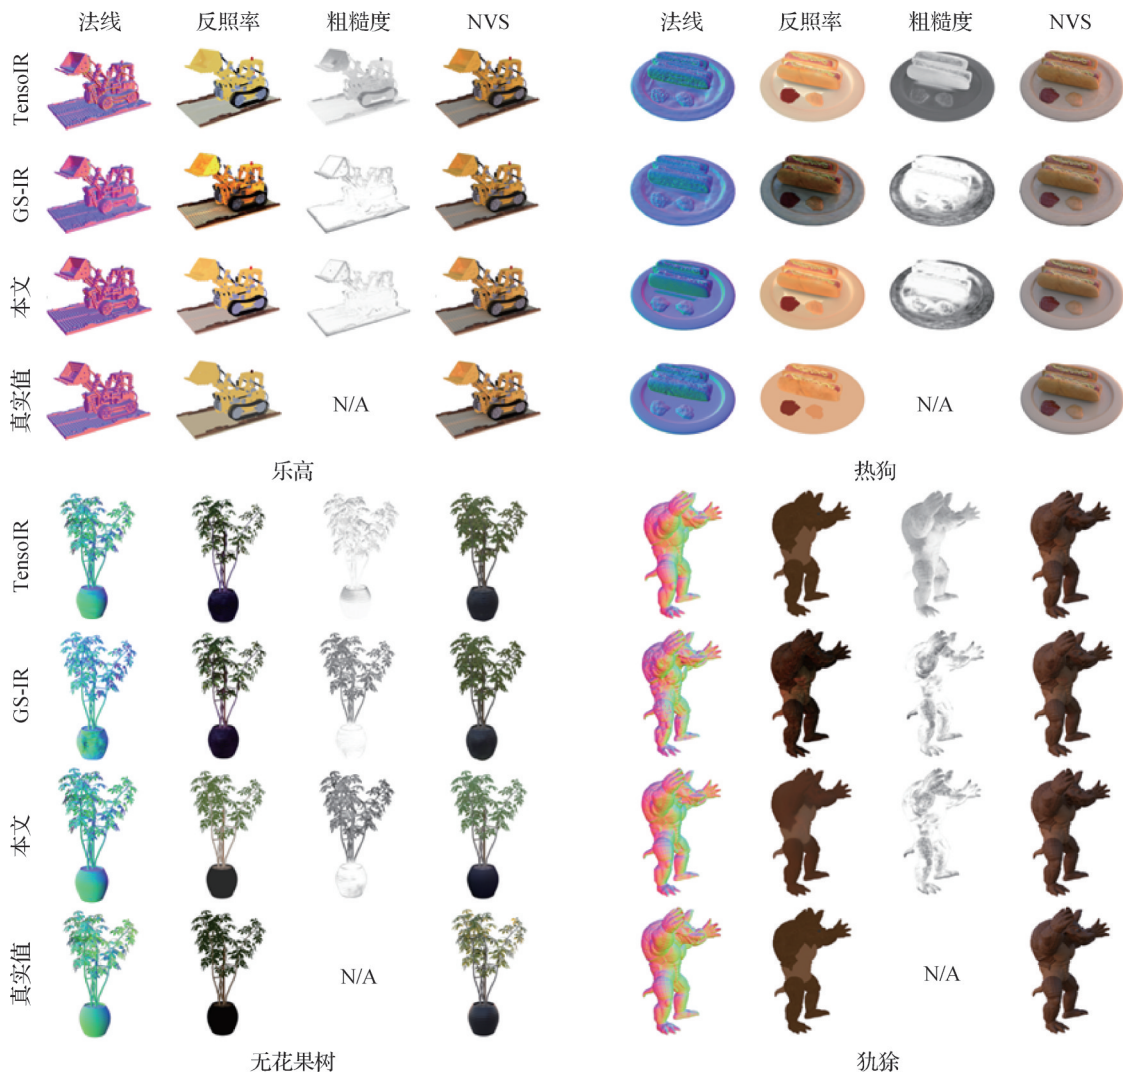 法线 反照率 粗糙度 NVS 法线 反照率 粗糙度 NVS
TensoIR
GS-IR
本文
真实值
N/A N/A
乐高 热狗
TensoIR
GS-IR
本文
真实值
N/A N/A
无花果树 犰狳